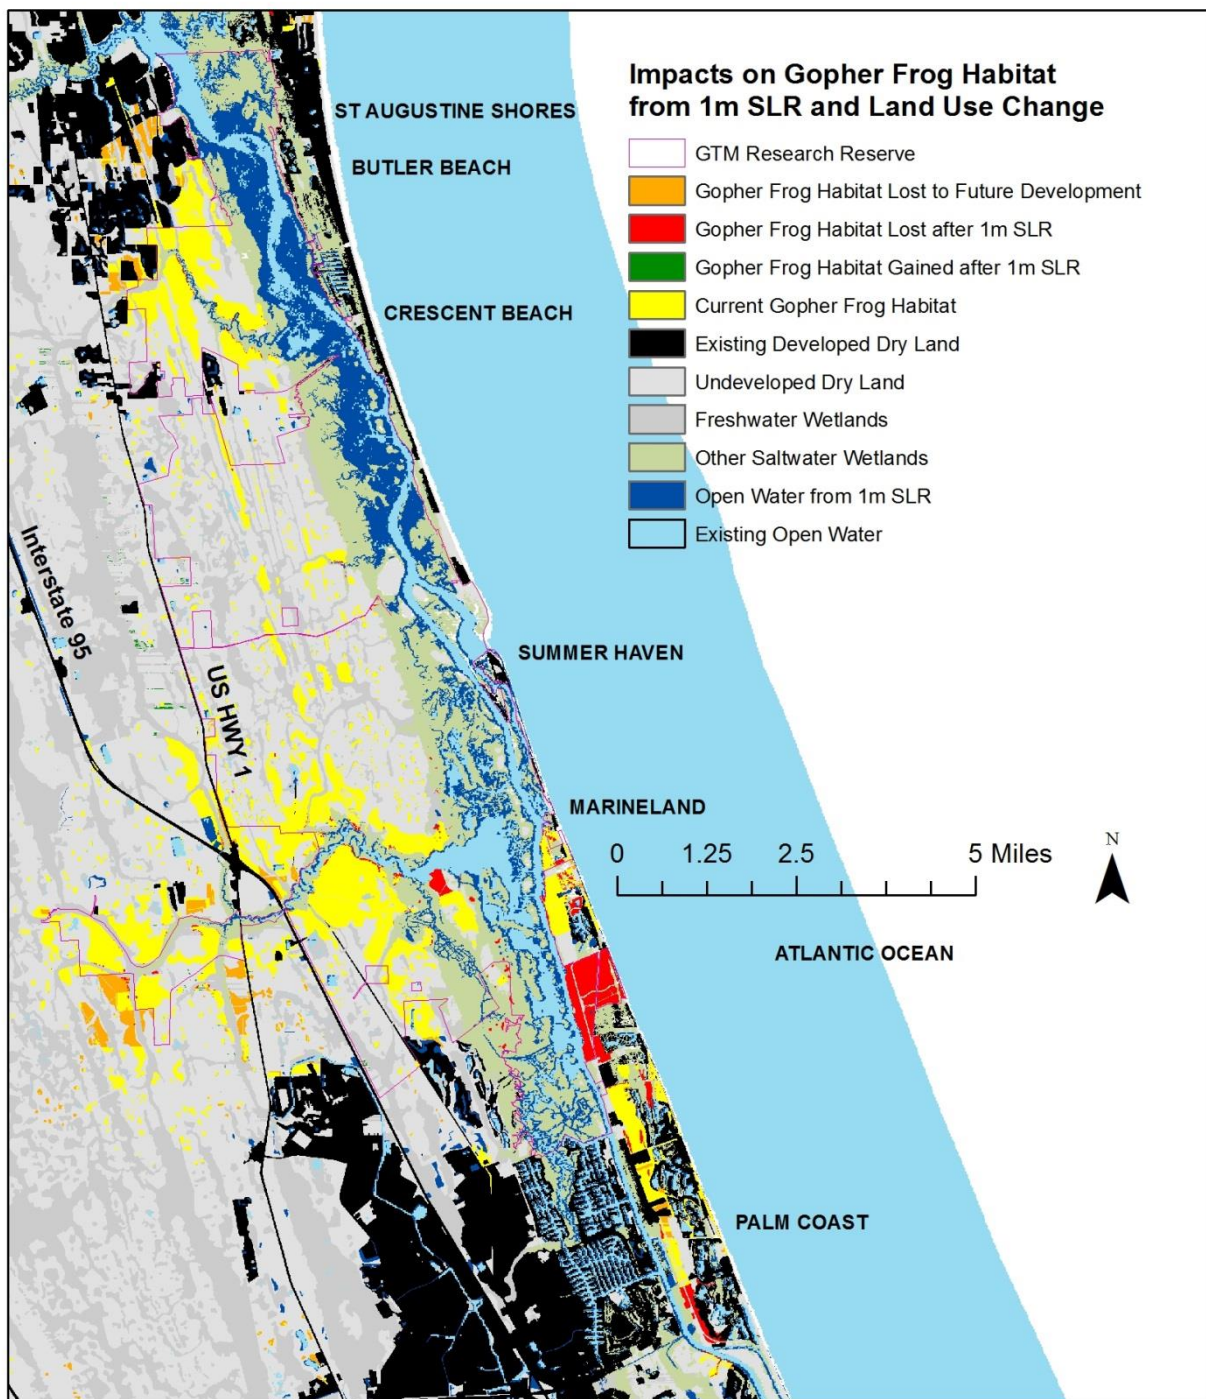 Impacts on Gopher Frog Habitat
from 1m SLR and Land Use Change
GTM Research Reserve
Gopher Frog Habitat Lost to Future Development
Gopher Frog Habitat Lost after 1m SLR
Gopher Frog Habitat Gained after 1m SLR
Current Gopher Frog Habitat
Existing Developed Dry Land
Undeveloped Dry Land
Freshwater Wetlands
Other Saltwater Wetlands
Open Water from 1m SLR
Existing Open Water
ST AUGUSTINE SHORES
BUTLER BEACH
CRESCENT BEACH
Interstate 95
US HWY 1
SUMMER HAVEN
MARINELAND
0 1.25 2.5 5 Miles
N
ATLANTIC OCEAN
PALM COAST